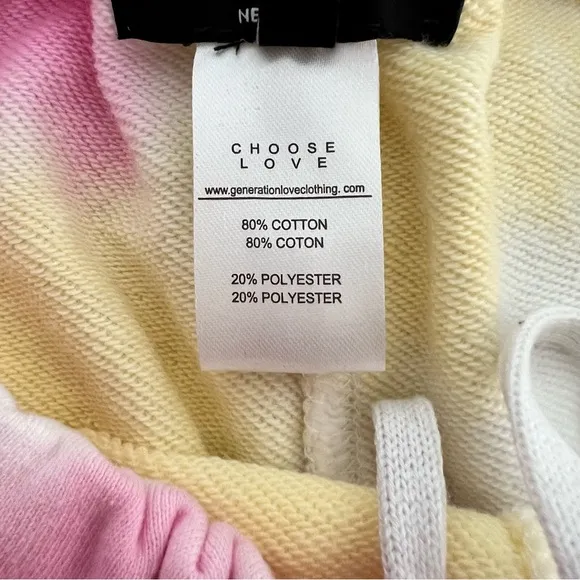 NE
CHOOSE
LOVE
www.generationloveclothing. com
80% COTTON
80% COTON
20% POLYESTER
20% POLYESTER